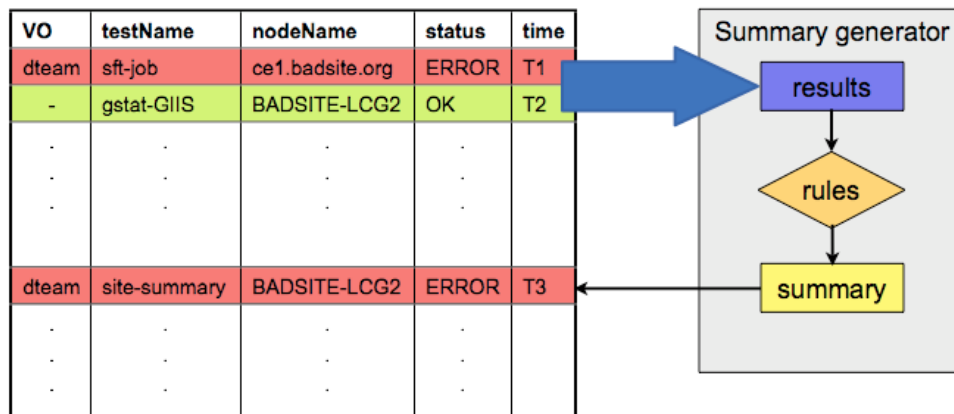 VO testName nodeName status time
dteam sft-job ce1.badsite.org ERROR T1
- gstat-GIIS BADSITE-LCG2 OK T2
. . . .
. . . .
. . . .
dteam site-summary BADSITE-LCG2 ERROR T3
. . . .
. . . .
. . . .
Summary generator
results
rules
summary